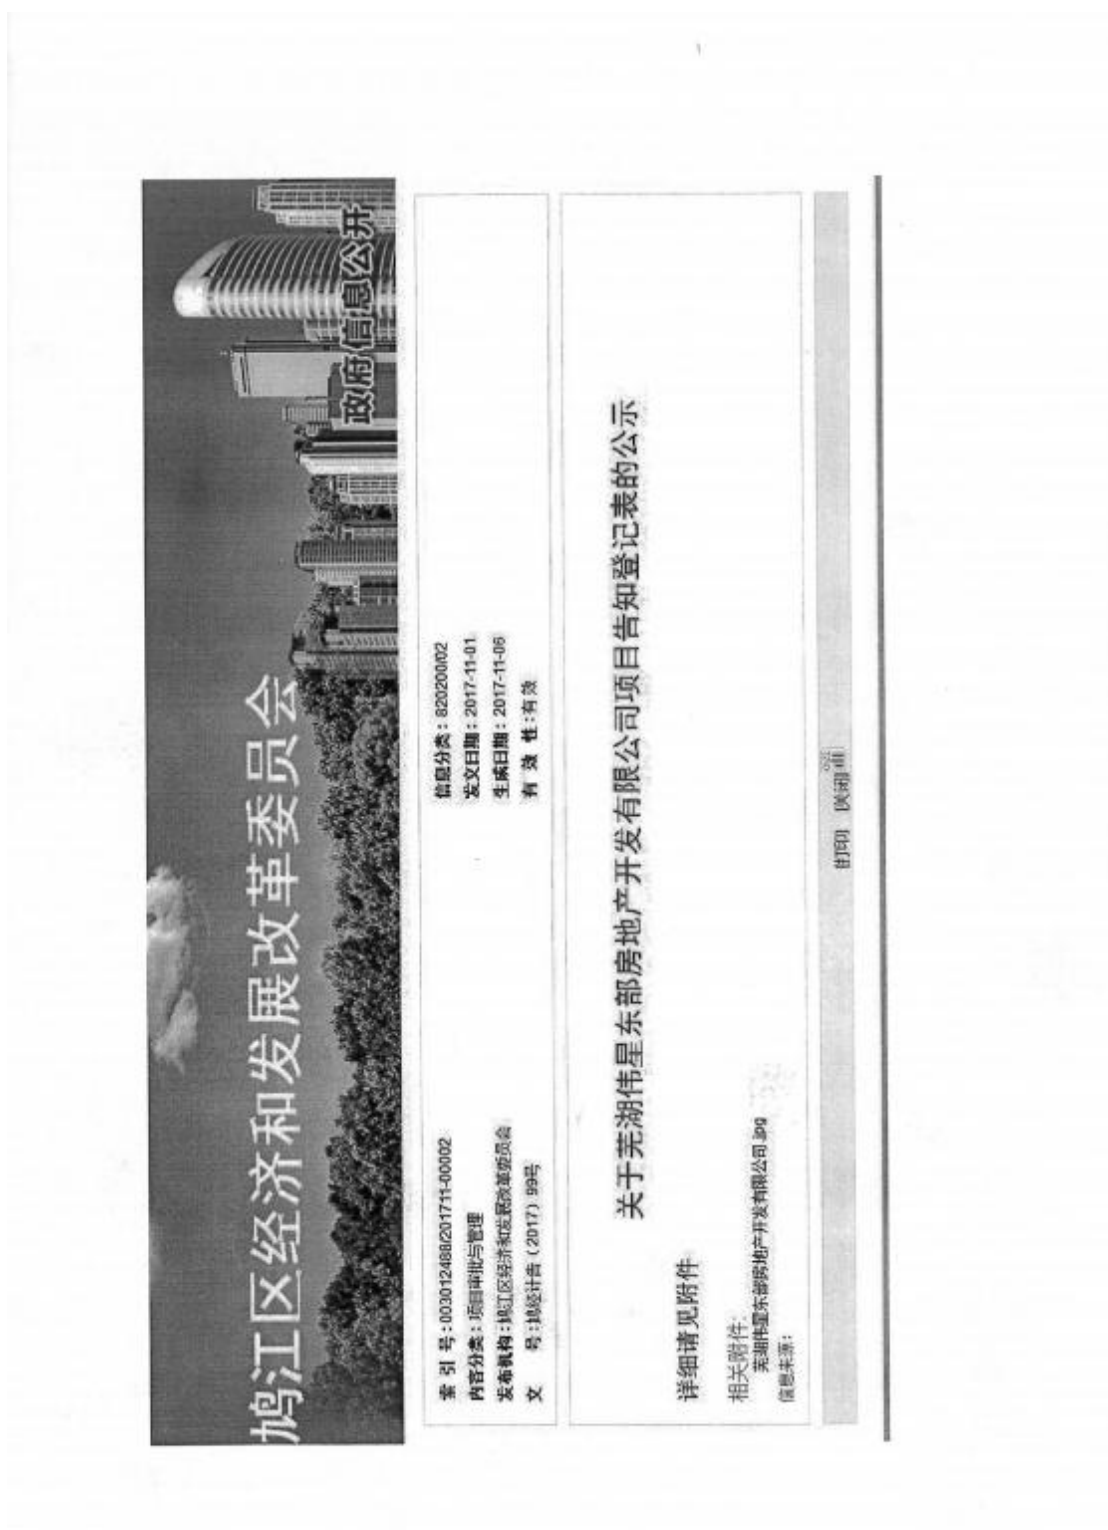 鸠江区经济和发展改革委员会
政府信息公开
索 引 号:003012488/201711-00002
信息分类:820200/02
内容分类:项目审批与管理
发文日期:2017-11-01
发布机构:鸠江区经济和发展改革委员会
生成日期:2017-11-06
文 号:鸠经计告(2017)99号
有 效 性:有效
关于芜湖伟星东部房地产开发有限公司项目告知登记表的公示
详细请见附件
相关附件:
芜湖伟星东部房地产开发有限公司.jpg
信息来源:
[打印] [关闭]